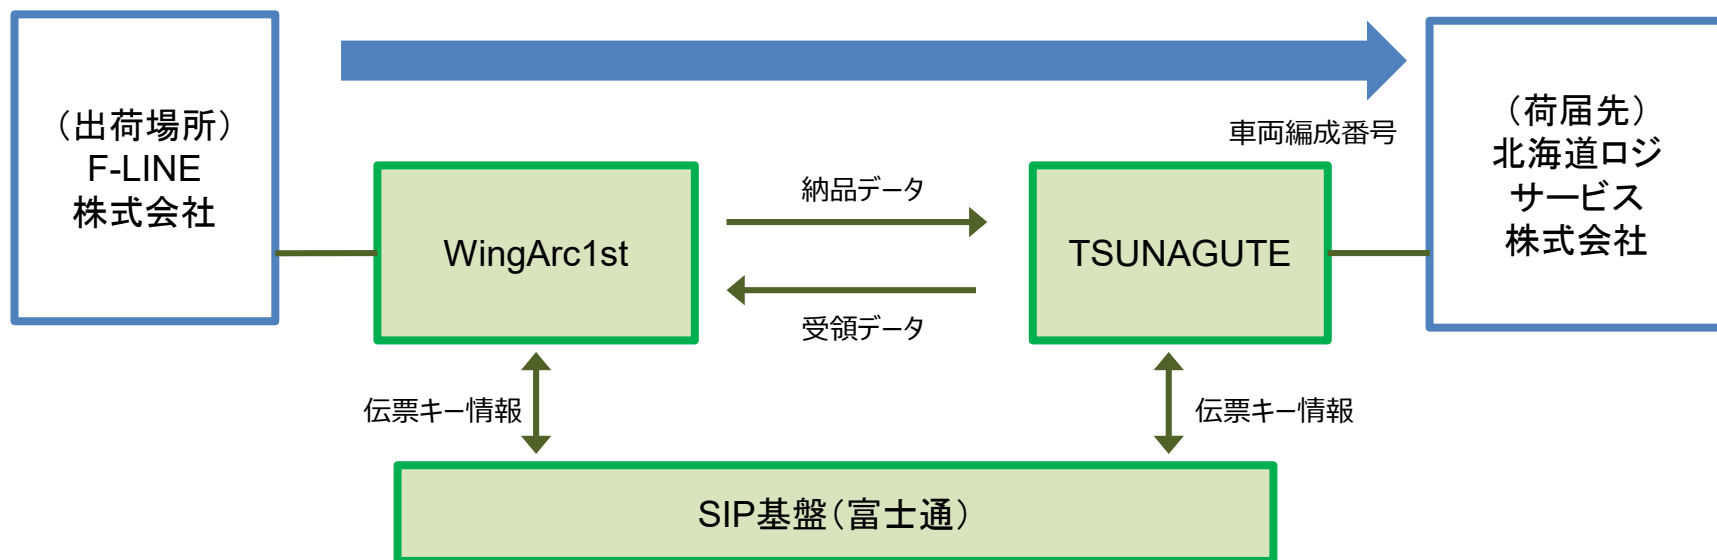 （出荷場所）
F-LINE
株式会社
車両編成番号
（荷届先）
北海道ロジ
サービス
株式会社
WingArc1st
納品データ
受領データ
TSUNAGUTE
伝票キー情報
伝票キー情報
SIP基盤（富士通）